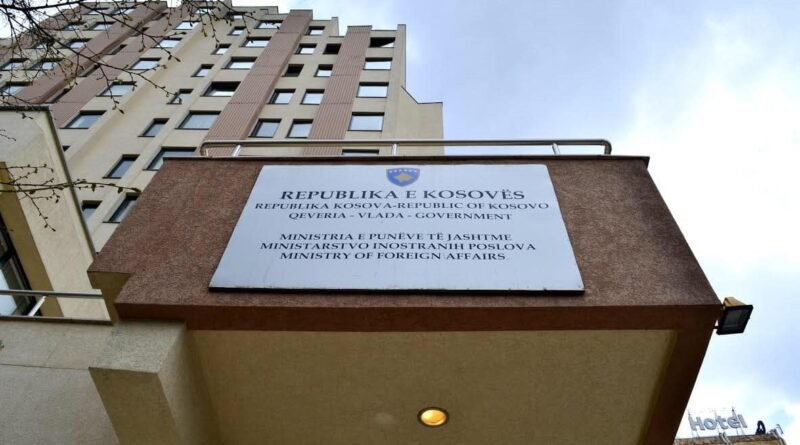 REPUBLIKA E KOSOVËS
REPUBLIKA KOSOVA-REPUBLIC OF KOSOVO
QEVERIA - VLADA - GOVERNMENT
MINISTRIA E PUNËVE TË JASHTME
MINISTARSTVO INOSTRANIH POSLOVA
MINISTRY OF FOREIGN AFFAIRS
Hotel